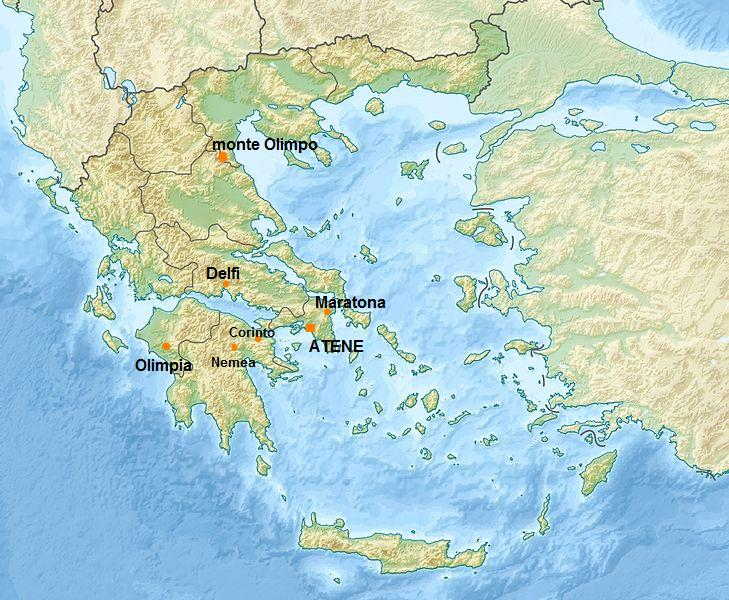 monte Olimpo
Delfi
Maratona
Corinto
ATENE
Nemea
Olimpia